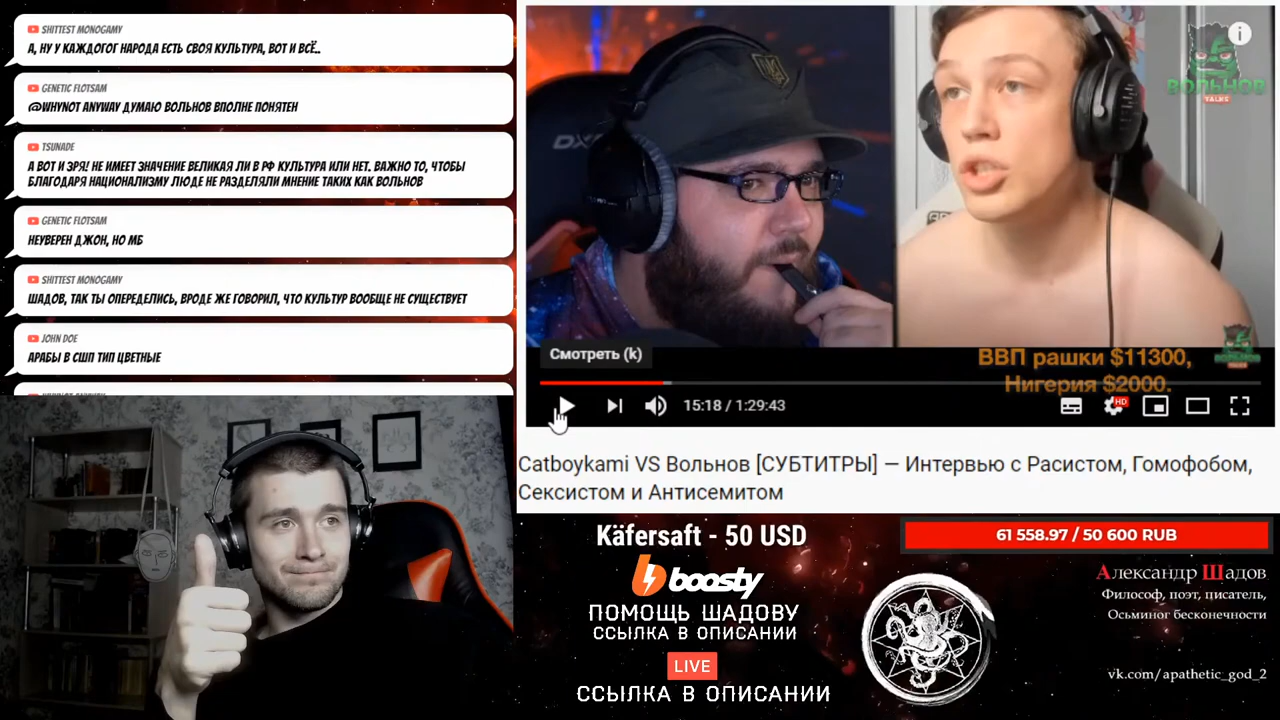 SHITTEST MONOGAMY
А, НУ У КАЖДОГОГ НАРОДА ЕСТЬ СВОЯ КУЛЬТУРА, ВОТ И ВСЁ..
GENETIC FLOTSAM
@WHYNOT ANYWAY ДУМАЮ ВОЛЬНОВ ВПОЛНЕ ПОНЯТЕН
TSUNADE
А ВОТ И ЗРЯ! НЕ ИМЕЕТ ЗНАЧЕНИЕ ВЕЛИКАЯ ЛИ В РФ КУЛЬТУРА ИЛИ НЕТ. ВАЖНО ТО, ЧТОБЫ
БЛАГОДАРЯ НАЦИОНАЛИЗМУ ЛЮДЕ НЕ РАЗДЕЛЯЛИ МНЕНИЕ ТАКИХ КАК ВОЛЬНОВ
GENETIC FLOTSAM
НЕУВЕРЕН ДЖОН, НО МБ
SHITTEST MONOGAMY
ШАДОВ, ТАК ТЫ ОПЕРЕДЕЛИСЬ, ВРОДЕ ЖЕ ГОВОРИЛ, ЧТО КУЛЬТУР ВООБЩЕ НЕ СУЩЕСТВУЕТ
JOHN DOE
АРАБЫ В СШП ТИП ЦВЕТНЫЕ
ВОЛЬНОВ
TALKS
Смотреть (k)
ВВП рашки $11300,
Нигерия $2000.
15:18 / 1:29:43
HD
Catboykami VS Вольнов [СУБТИТРЫ] — Интервью с Расистом, Гомофобом,
Сексистом и Антисемитом
Käfersaft - 50 USD
boosty
ПОМОЩЬ ШАДОВУ
ССЫЛКА В ОПИСАНИИ
LIVE
ССЫЛКА В ОПИСАНИИ
61 558.97 / 50 600 RUB
Александр Шадов
Философ, поэт, писатель,
Осьминог бесконечности
vk.com/apathetic_god_2